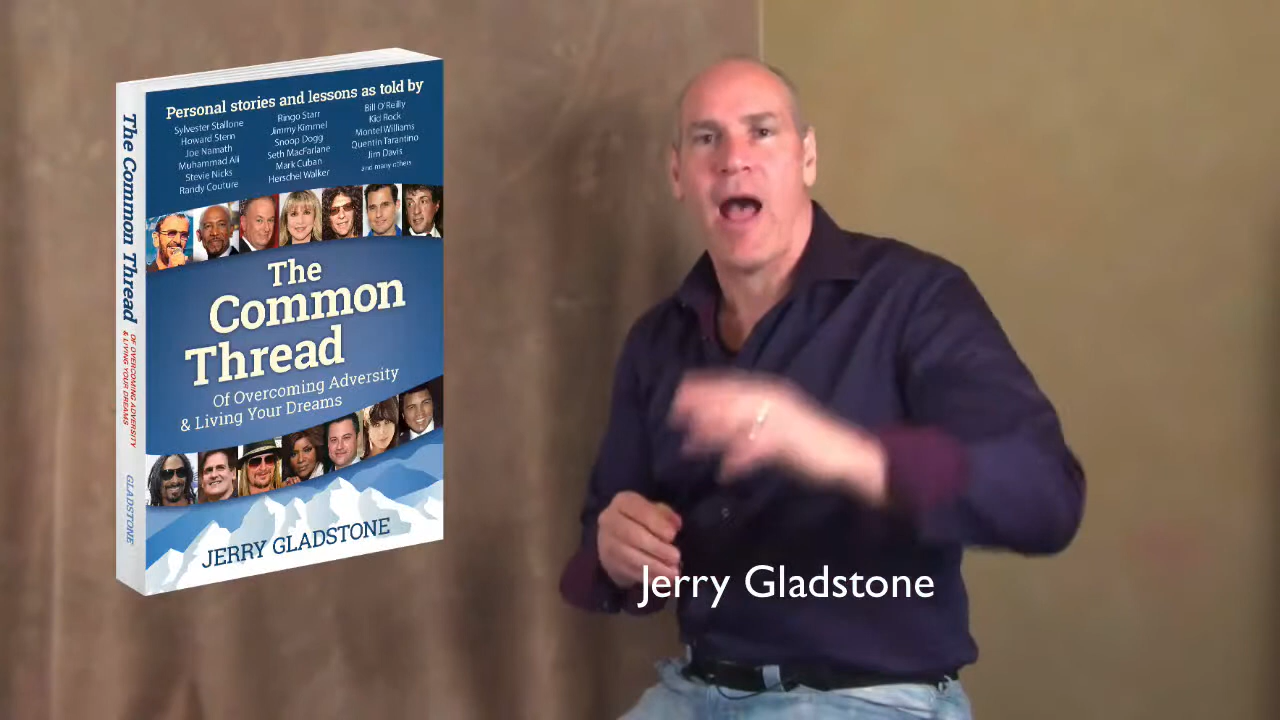 Personal stories and lessons as told by
Sylvester Stallone
Howard Stern
Joe Namath
Muhammad Ali
Stevie Nicks
Randy Couture
Ringo Starr
Jimmy Kimmel
Snoop Dogg
Seth MacFarlane
Mark Cuban
Herschel Walker
Bill O'Reilly
Kid Rock
Montel Williams
Quentin Tarantino
Jim Davis
and many others
The
Common
Thread
Of Overcoming Adversity
& Living Your Dreams
JERRY GLADSTONE
The Common Thread
OF OVERCOMING ADVERSITY
& LIVING YOUR DREAMS
GLADSTONE
Jerry Gladstone